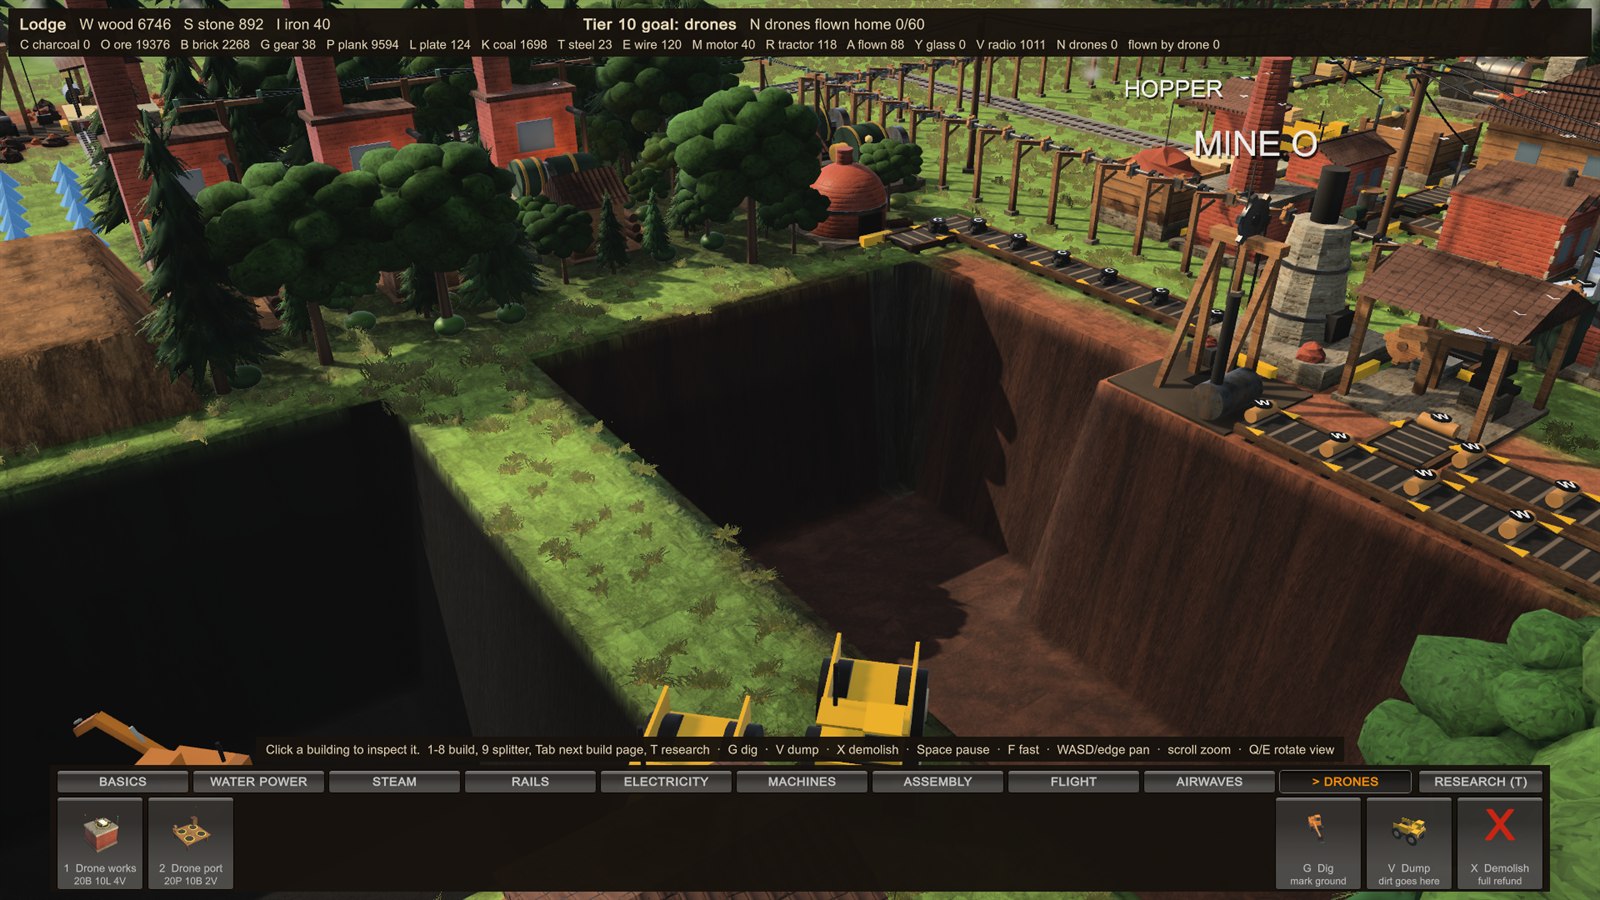 Lodge W wood 6746 S stone 892 I iron 40
Tier 10 goal: drones N drones flown home 0/60
C charcoal 0 O ore 19376 B brick 2268 G gear 38 P plank 9594 L plate 124 K coal 1698 T steel 23 E wire 120 M motor 40 R tractor 118 A flown 88 Y glass 0 V radio 1011 N drones 0 flown by drone 0
HOPPER
MINE O
C
C
C
C
C
C
W
W
W
W
W
W
W
Click a building to inspect it. 1-8 build, 9 splitter, Tab next build page, T research · G dig · V dump · X demolish · Space pause · F fast · WASD/edge pan · scroll zoom · Q/E rotate view
BASICS
WATER POWER
STEAM
RAILS
ELECTRICITY
MACHINES
ASSEMBLY
FLIGHT
AIRWAVES
> DRONES
RESEARCH (T)
1 Drone works
20B 10L 4V
2 Drone port
20P 10B 2V
G Dig
mark ground
V Dump
dirt goes here
X Demolish
full refund